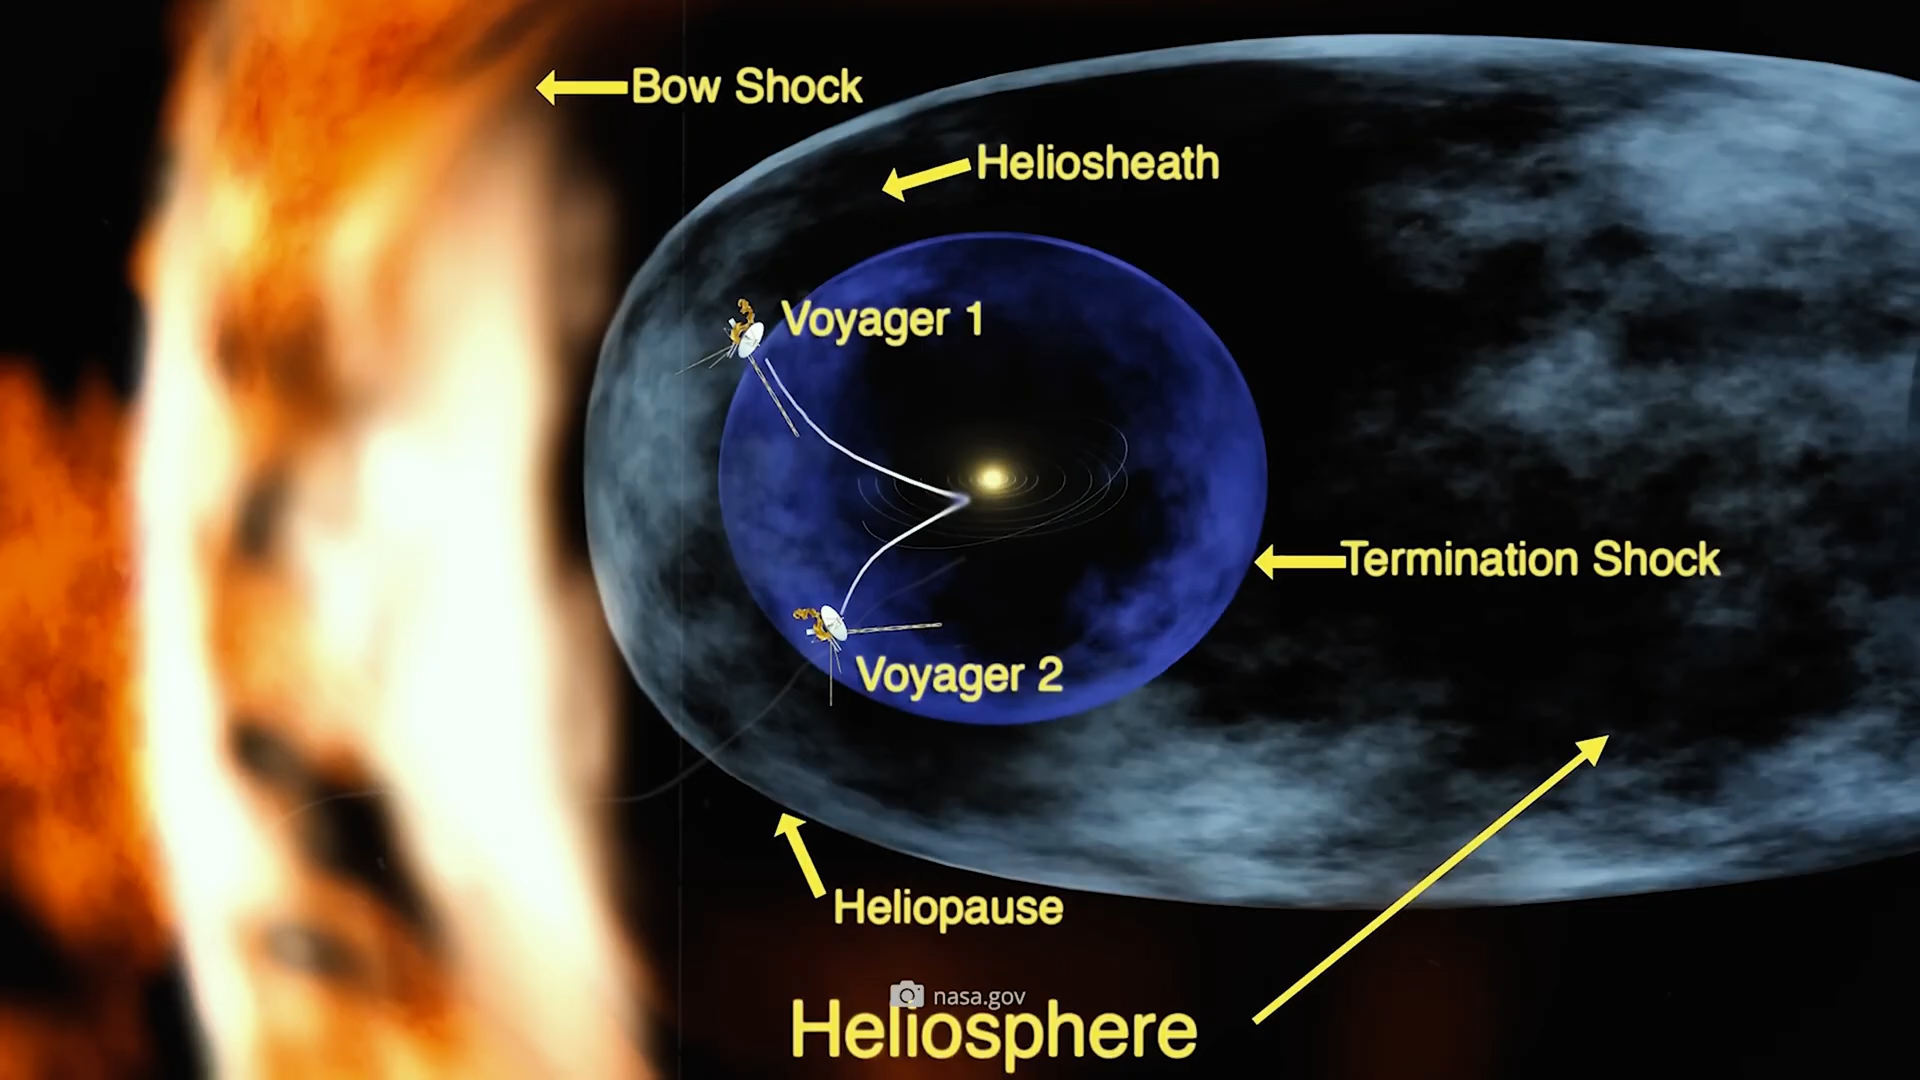 Bow Shock
Heliosheath
Voyager 1
Termination Shock
Voyager 2
Heliopause
nasa.gov
Heliosphere